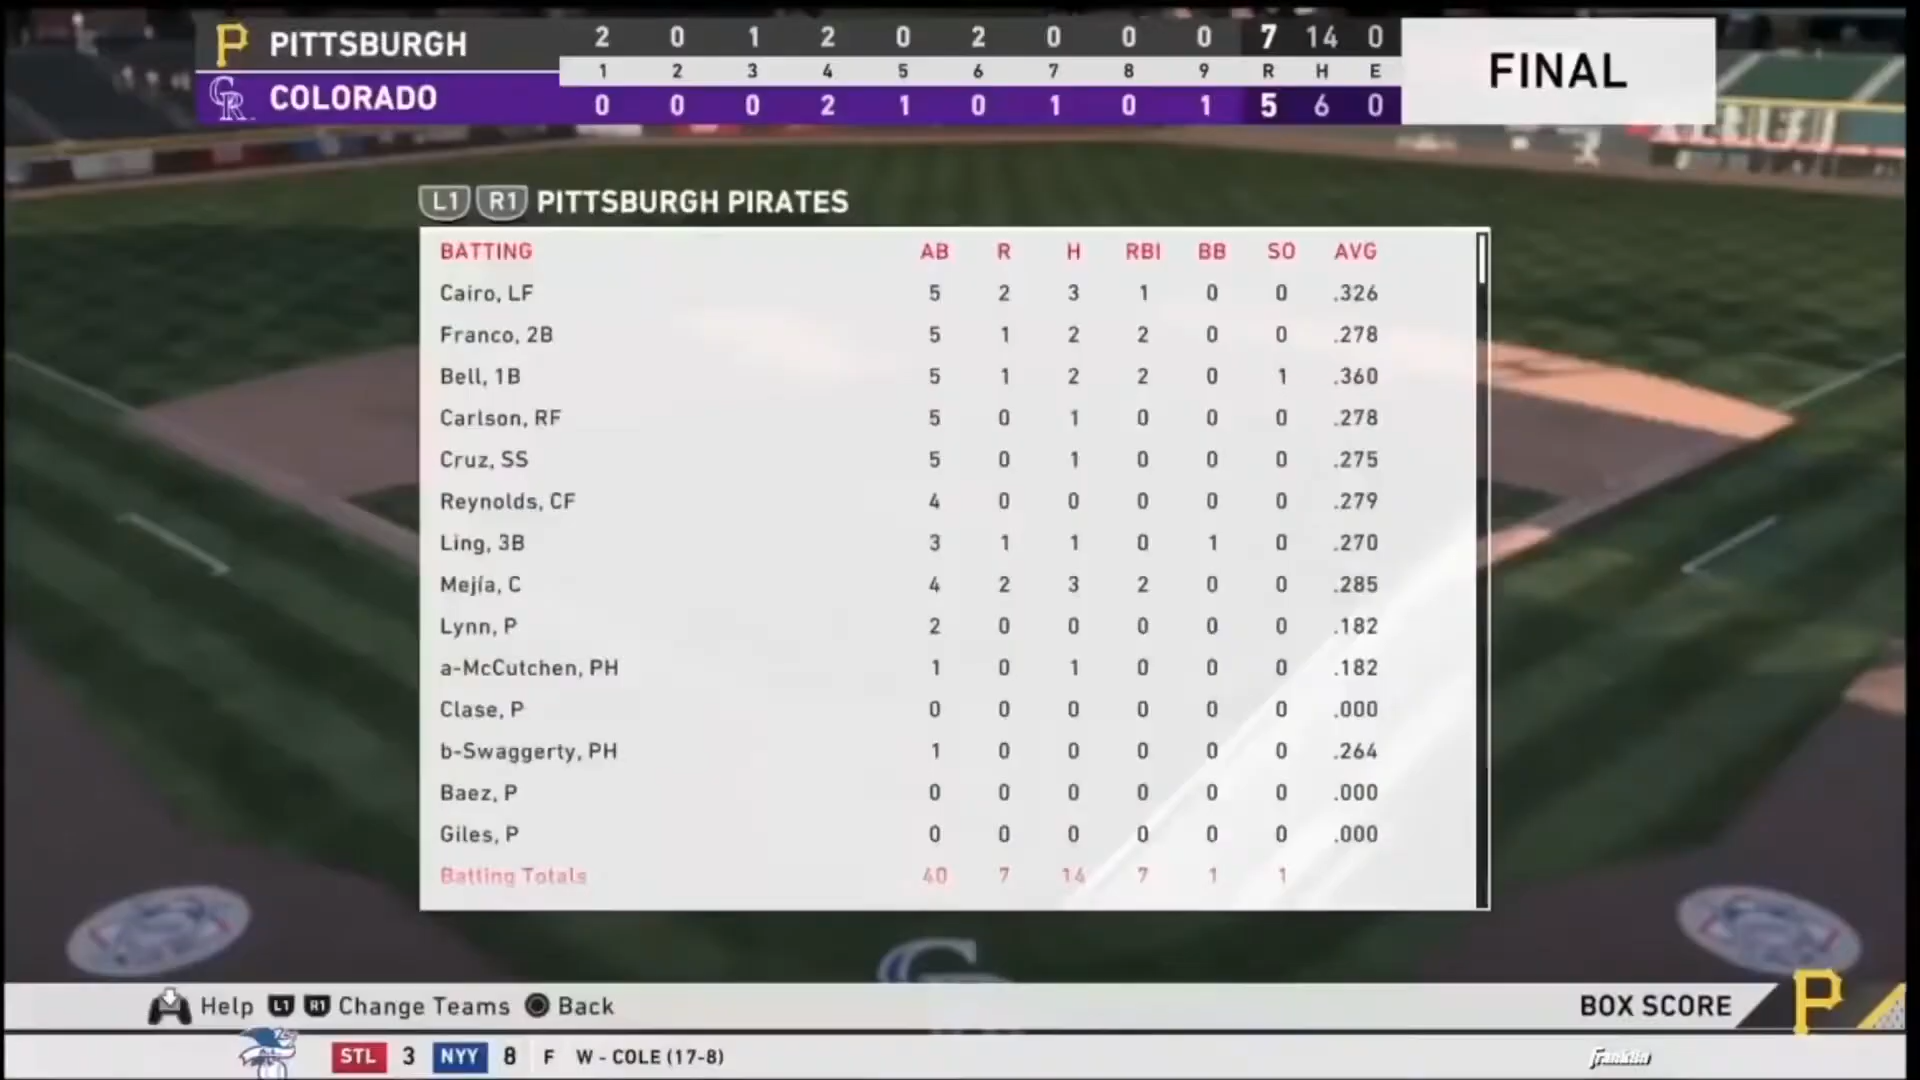 PITTSBURGH 2 0 1 2 0 2 0 0 0 7 14 0
1 2 3 4 5 6 7 8 9 R H E
COLORADO 0 0 0 2 1 0 1 0 1 5 6 0
FINAL
L1 R1 PITTSBURGH PIRATES
BATTING AB R H RBI BB SO AVG
Cairo, LF 5 2 3 1 0 0 .326
Franco, 2B 5 1 2 2 0 0 .278
Bell, 1B 5 1 2 2 0 1 .360
Carlson, RF 5 0 1 0 0 0 .278
Cruz, SS 5 0 1 0 0 0 .275
Reynolds, CF 4 0 0 0 0 0 .279
Ling, 3B 3 1 1 0 1 0 .270
Mejía, C 4 2 3 2 0 0 .285
Lynn, P 2 0 0 0 0 0 .182
a-McCutchen, PH 1 0 1 0 0 0 .182
Clase, P 0 0 0 0 0 0 .000
b-Swaggerty, PH 1 0 0 0 0 0 .264
Baez, P 0 0 0 0 0 0 .000
Giles, P 0 0 0 0 0 0 .000
Batting Totals 40 7 14 7 1 1
Help L1 R1 Change Teams Back
BOX SCORE P
STL 3 NYY 8 F W - COLE (17-8)
Franklin